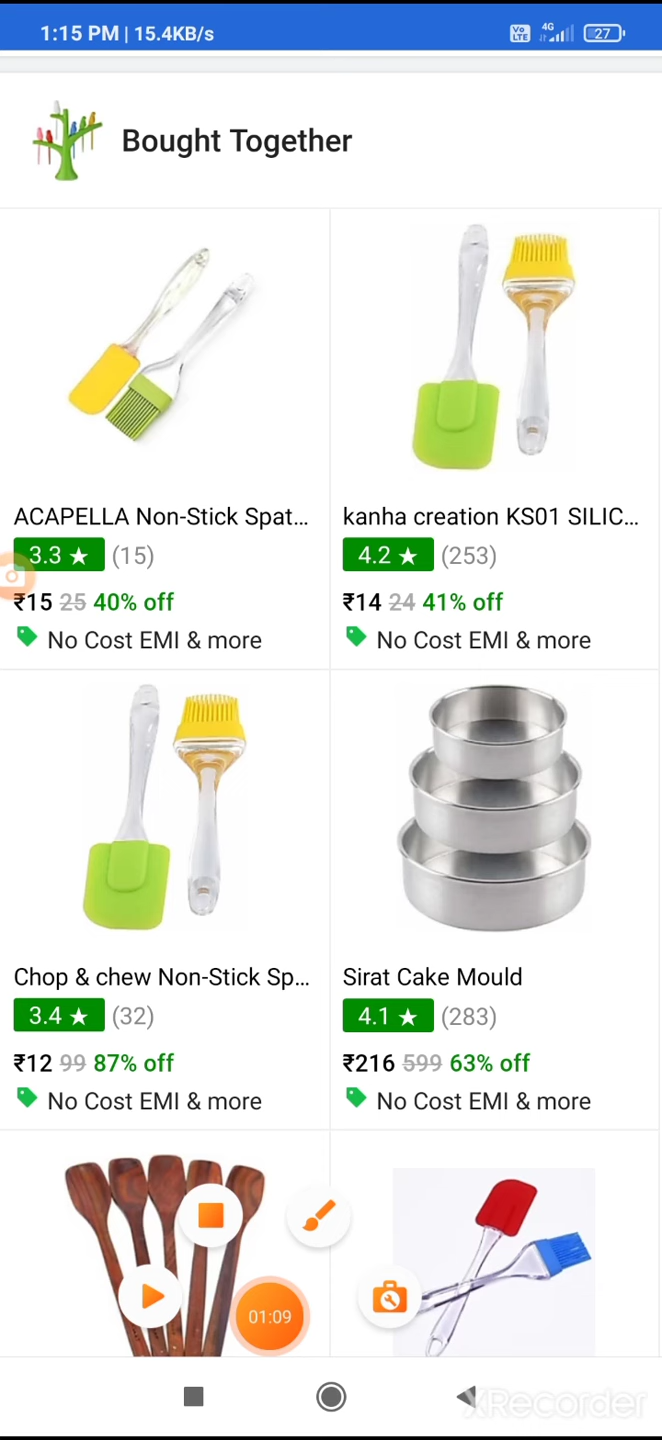 1:15 PM | 15.4KB/s
Vo LTE 4G 27
Bought Together
ACAPELLA Non-Stick Spat...
3.3 ★ (15)
₹15 25 40% off
No Cost EMI & more
kanha creation KS01 SILIC...
4.2 ★ (253)
₹14 24 41% off
No Cost EMI & more
Chop & chew Non-Stick Sp...
3.4 ★ (32)
₹12 99 87% off
No Cost EMI & more
Sirat Cake Mould
4.1 ★ (283)
₹216 599 63% off
No Cost EMI & more
01:09
XRecorder